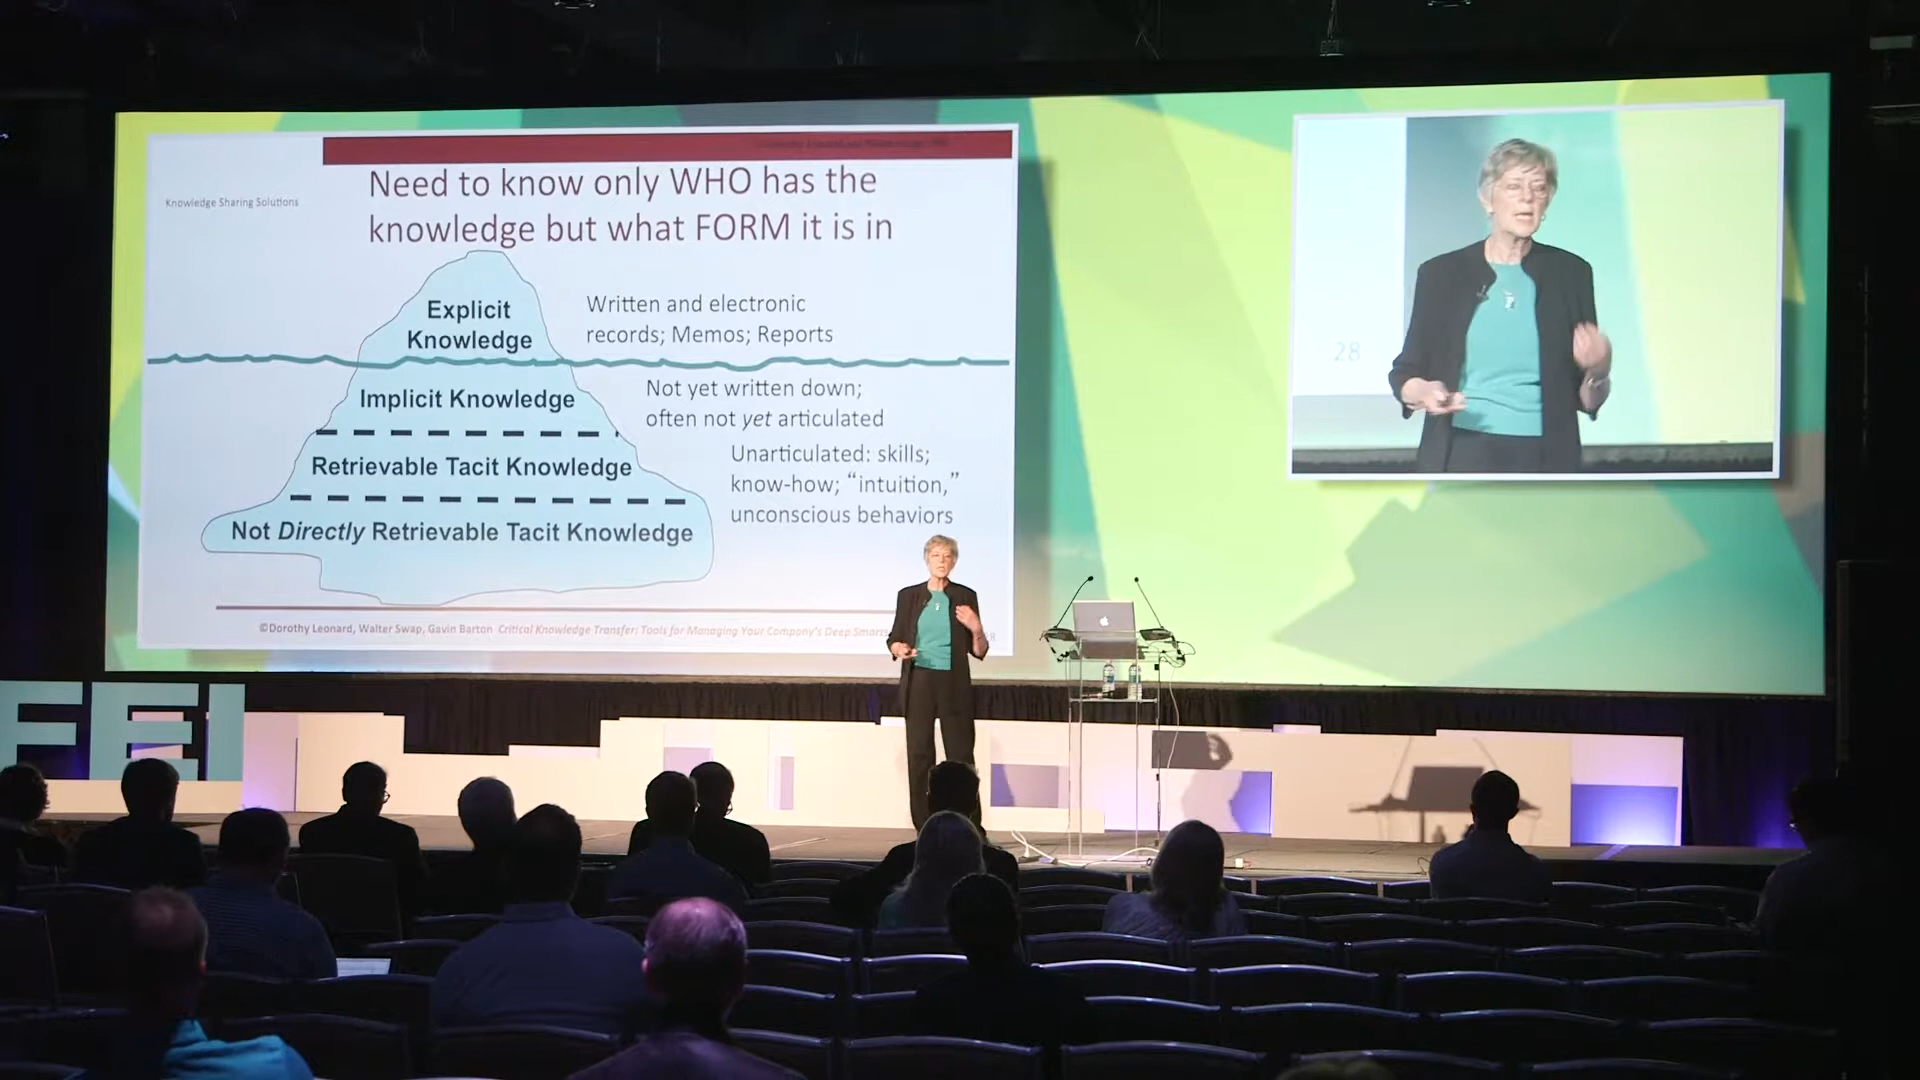 Need to know only WHO has the
knowledge but what FORM it is in
Knowledge Sharing Solutions
Explicit
Knowledge
Written and electronic
records; Memos; Reports
Implicit Knowledge
Not yet written down;
often not yet articulated
Retrievable Tacit Knowledge
Unarticulated: skills;
know-how; “intuition,”
unconscious behaviors
Not Directly Retrievable Tacit Knowledge
©Dorothy Leonard, Walter Swap, Gavin Barton Critical Knowledge Transfer: Tools for Managing Your Company's Deep Smarts
28
FEI